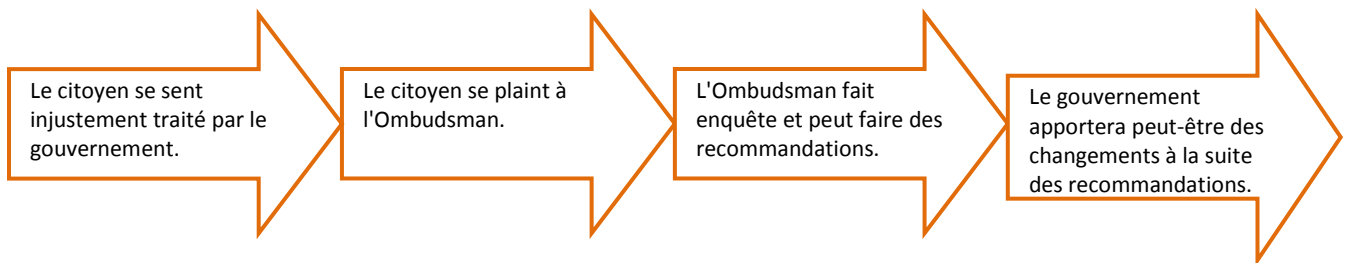 Le citoyen se sent
injustement traité par le
gouvernement.
Le citoyen se plaint à
l'Ombudsman.
L'Ombudsman fait
enquête et peut faire des
recommandations.
Le gouvernement
apportera peut-être des
changements à la suite
des recommandations.